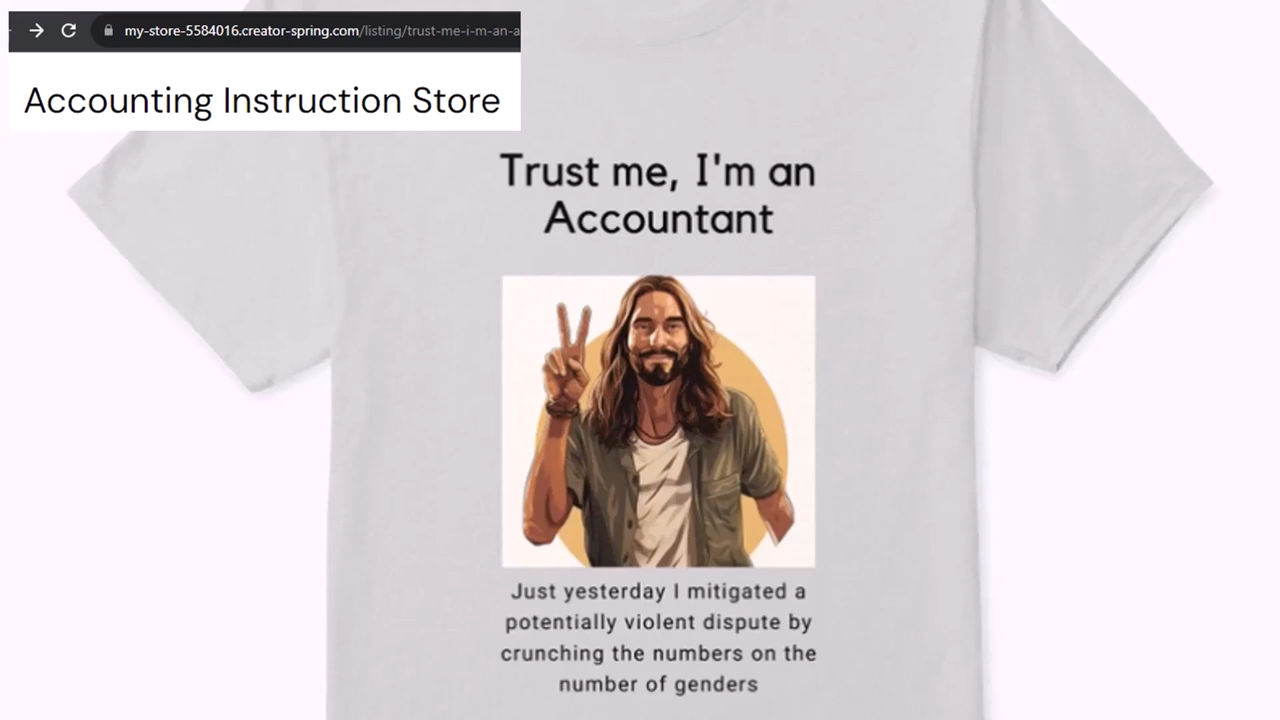 my-store-5584016.creator-spring.com/listing/trust-me-i-m-an-a
Accounting Instruction Store
Trust me, I'm an
Accountant
Just yesterday I mitigated a
potentially violent dispute by
crunching the numbers on the
number of genders